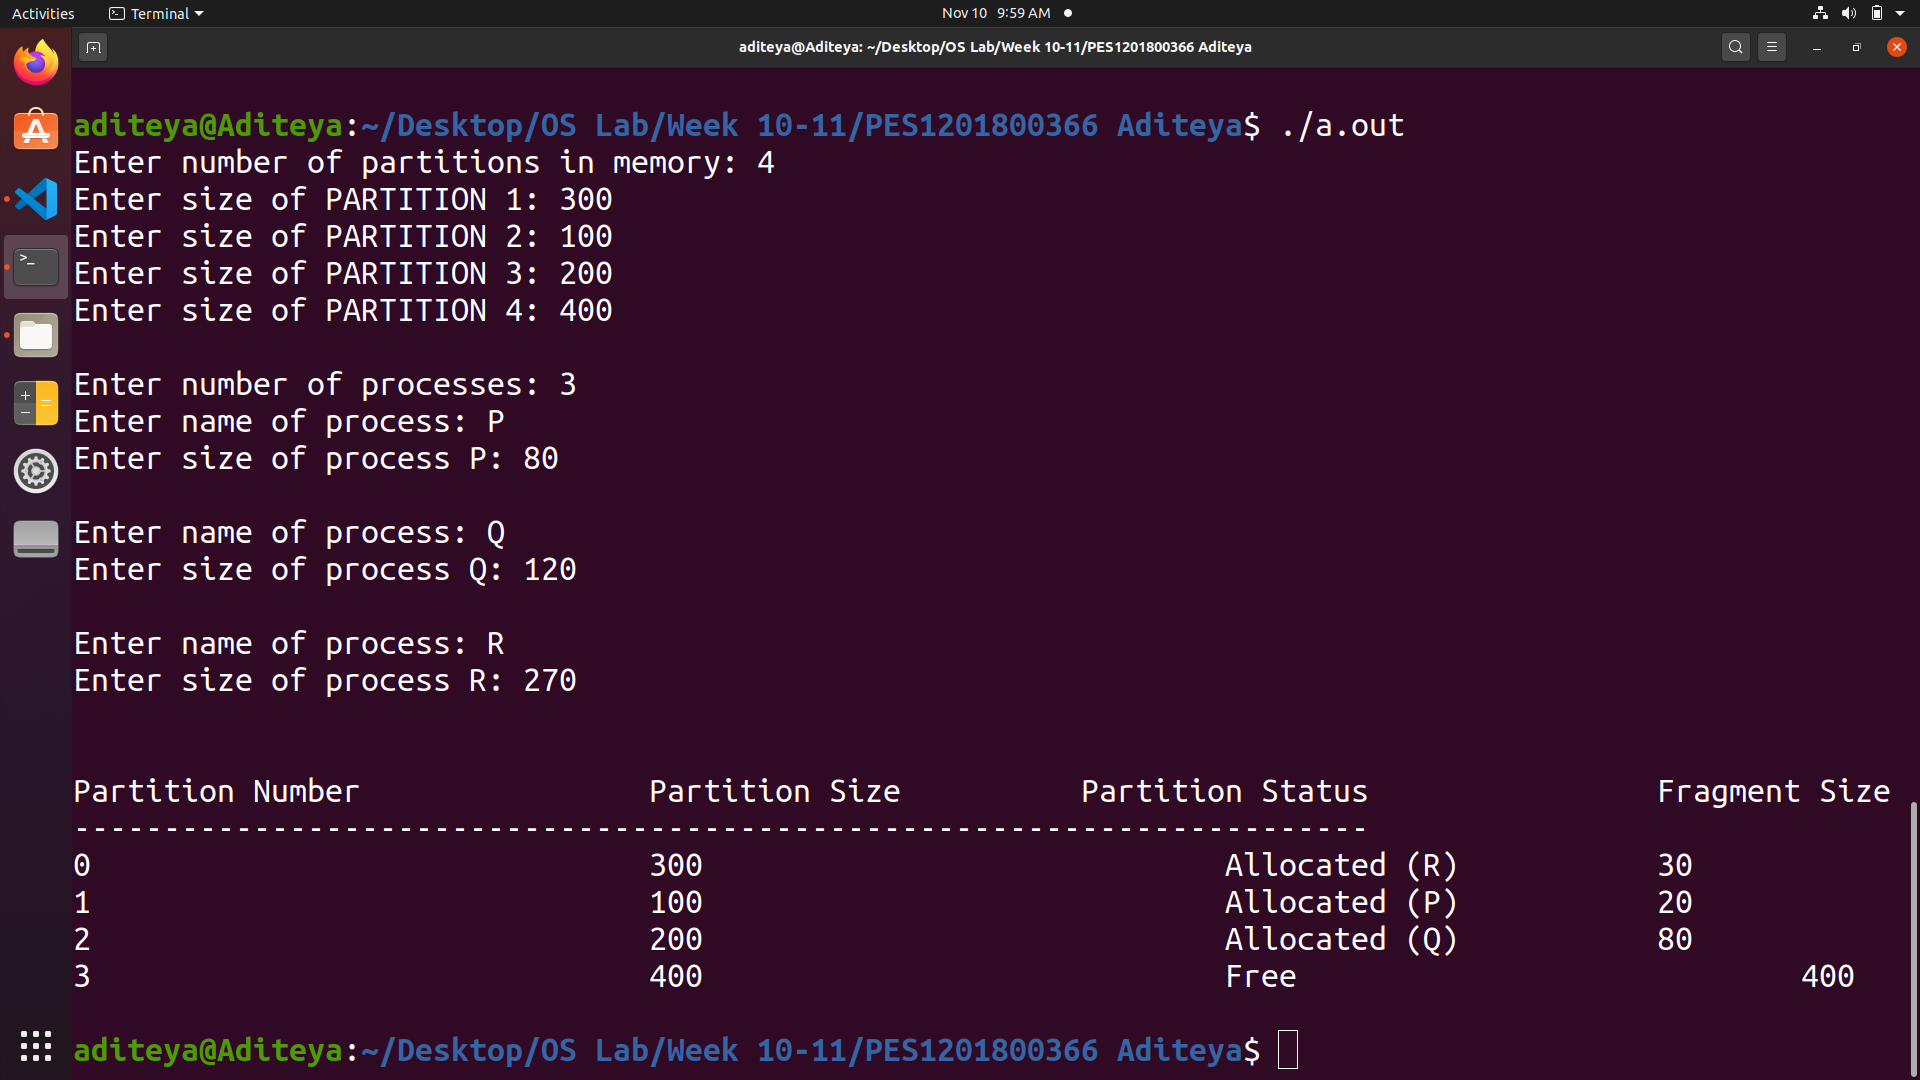 Activities Terminal Nov 10 9:59 AM
aditeya@Aditeya: ~/Desktop/OS Lab/Week 10-11/PES1201800366 Aditeya
aditeya@Aditeya:~/Desktop/OS Lab/Week 10-11/PES1201800366 Aditeya$ ./a.out
Enter number of partitions in memory: 4
Enter size of PARTITION 1: 300
Enter size of PARTITION 2: 100
Enter size of PARTITION 3: 200
Enter size of PARTITION 4: 400
Enter number of processes: 3
Enter name of process: P
Enter size of process P: 80
Enter name of process: Q
Enter size of process Q: 120
Enter name of process: R
Enter size of process R: 270
Partition Number Partition Size Partition Status Fragment Size
------------------------------------------------------------------------
0 300 Allocated (R) 30
1 100 Allocated (P) 20
2 200 Allocated (Q) 80
3 400 Free 400
aditeya@Aditeya:~/Desktop/OS Lab/Week 10-11/PES1201800366 Aditeya$